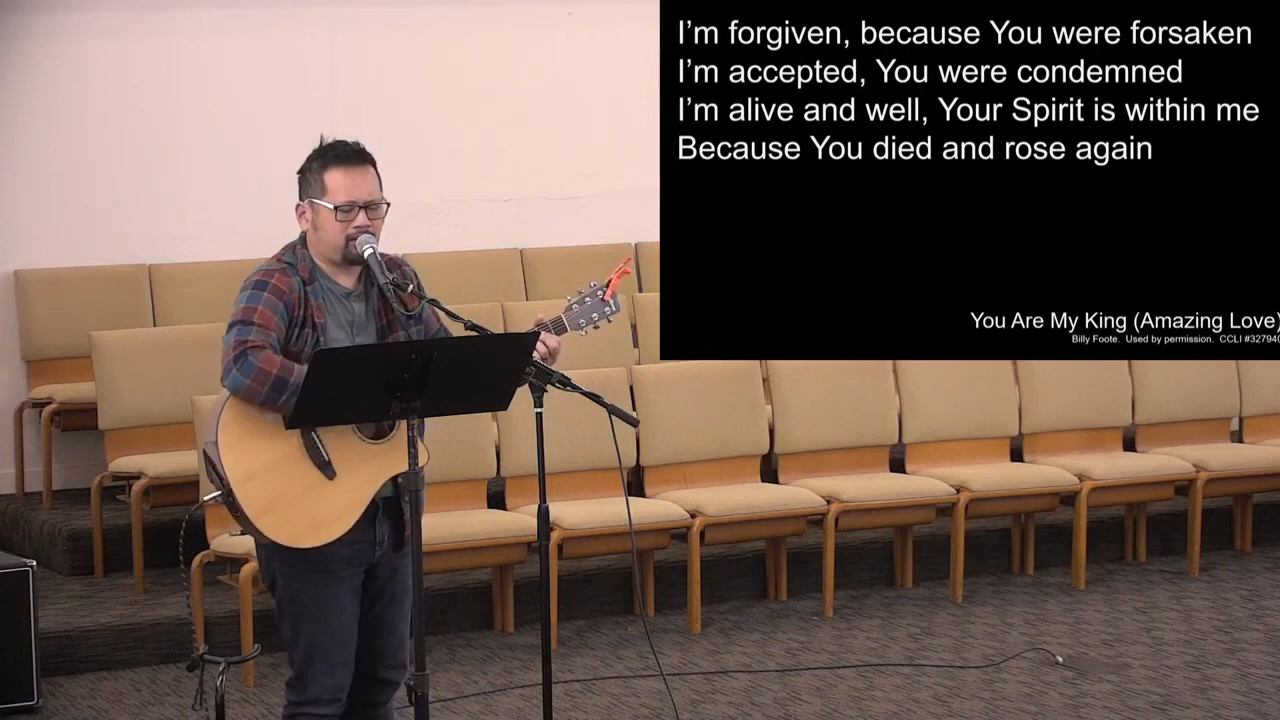 I'm forgiven, because You were forsaken
I'm accepted, You were condemned
I'm alive and well, Your Spirit is within me
Because You died and rose again
You Are My King (Amazing Love)
Billy Foote. Used by permission. CCLI #327940